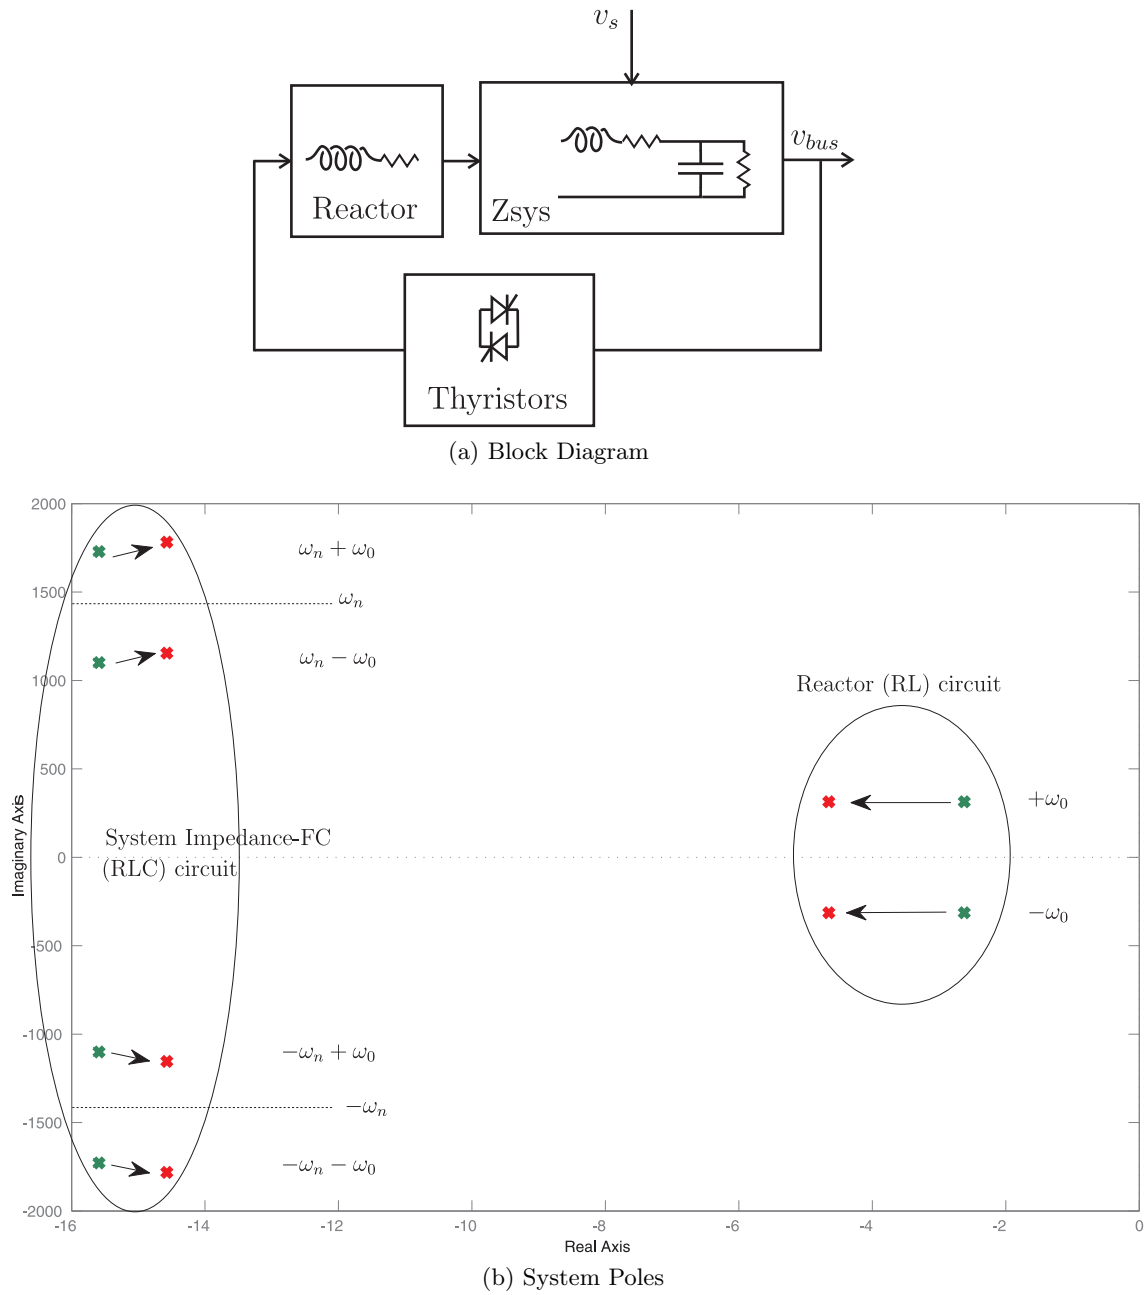 v_s
v_{bus}
Reactor
Zsys
Thyristors
(a) Block Diagram
2000
1500
1000
500
0
-500
-1000
-1500
-2000
Imaginary Axis
ω_n + ω_0
ω_n
ω_n − ω_0
Reactor (RL) circuit
+ω_0
System Impedance-FC
(RLC) circuit
−ω_0
−ω_n + ω_0
−ω_n
−ω_n − ω_0
-16 -14 -12 -10 -8 -6 -4 -2 0
Real Axis
(b) System Poles